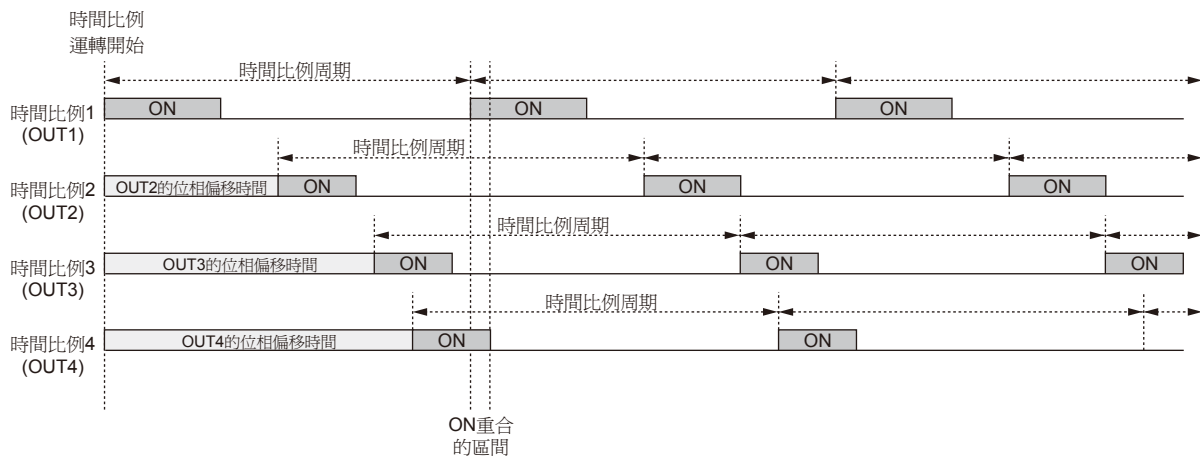 時間比例
運轉開始
時間比例周期
時間比例1
(OUT1)
ON
ON
ON
時間比例周期
時間比例2
(OUT2)
OUT2的位相偏移時間
ON
ON
ON
時間比例周期
時間比例3
(OUT3)
OUT3的位相偏移時間
ON
ON
ON
時間比例周期
時間比例4
(OUT4)
OUT4的位相偏移時間
ON
ON
ON重合
的區間